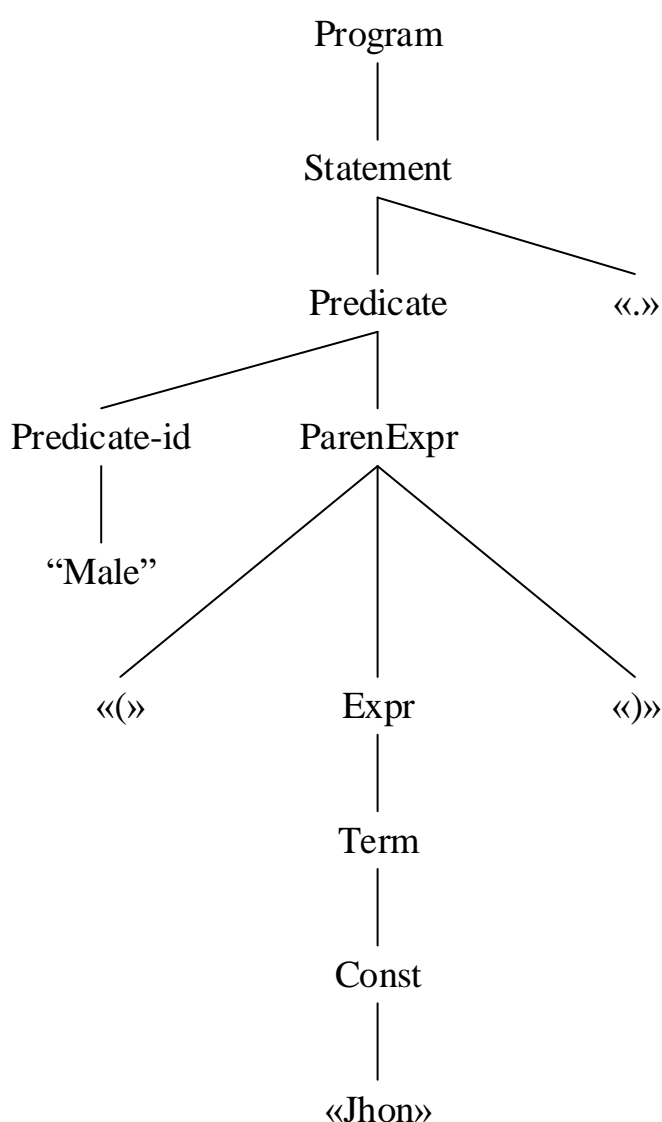 Program
Statement
Predicate «.»
Predicate-id ParenExpr
“Male”
«(» Expr «)»
Term
Const
«Jhon»